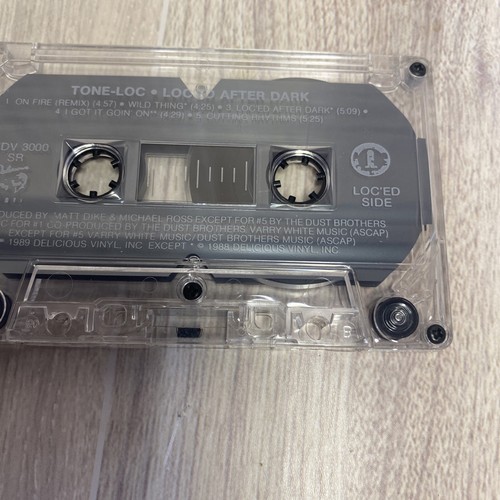 TONE-LOC • LOC'ED AFTER DARK
1. ON FIRE (REMIX) (4:57) • WILD THING* (4:25) • 3. LOC'ED AFTER DARK* (5:09) •
4. I GOT IT GOIN' ON** (4:29) • 5. CUTTING RHYTHMS (5:25)
DV 3000
SR
LOC'ED
SIDE
DUCED BY: MATT DIKE & MICHAEL ROSS EXCEPT FOR #5 BY THE DUST BROTHERS
FOR #1 CO PRODUCED BY THE DUST BROTHERS. VARRY WHITE MUSIC (ASCAP)
EXCEPT FOR #5 VARRY WHITE MUSIC/DUST BROTHERS MUSIC (ASCAP)
1989 DELICIOUS VINYL, INC. EXCEPT * ℗ 1988 DELICIOUS VINYL, INC.